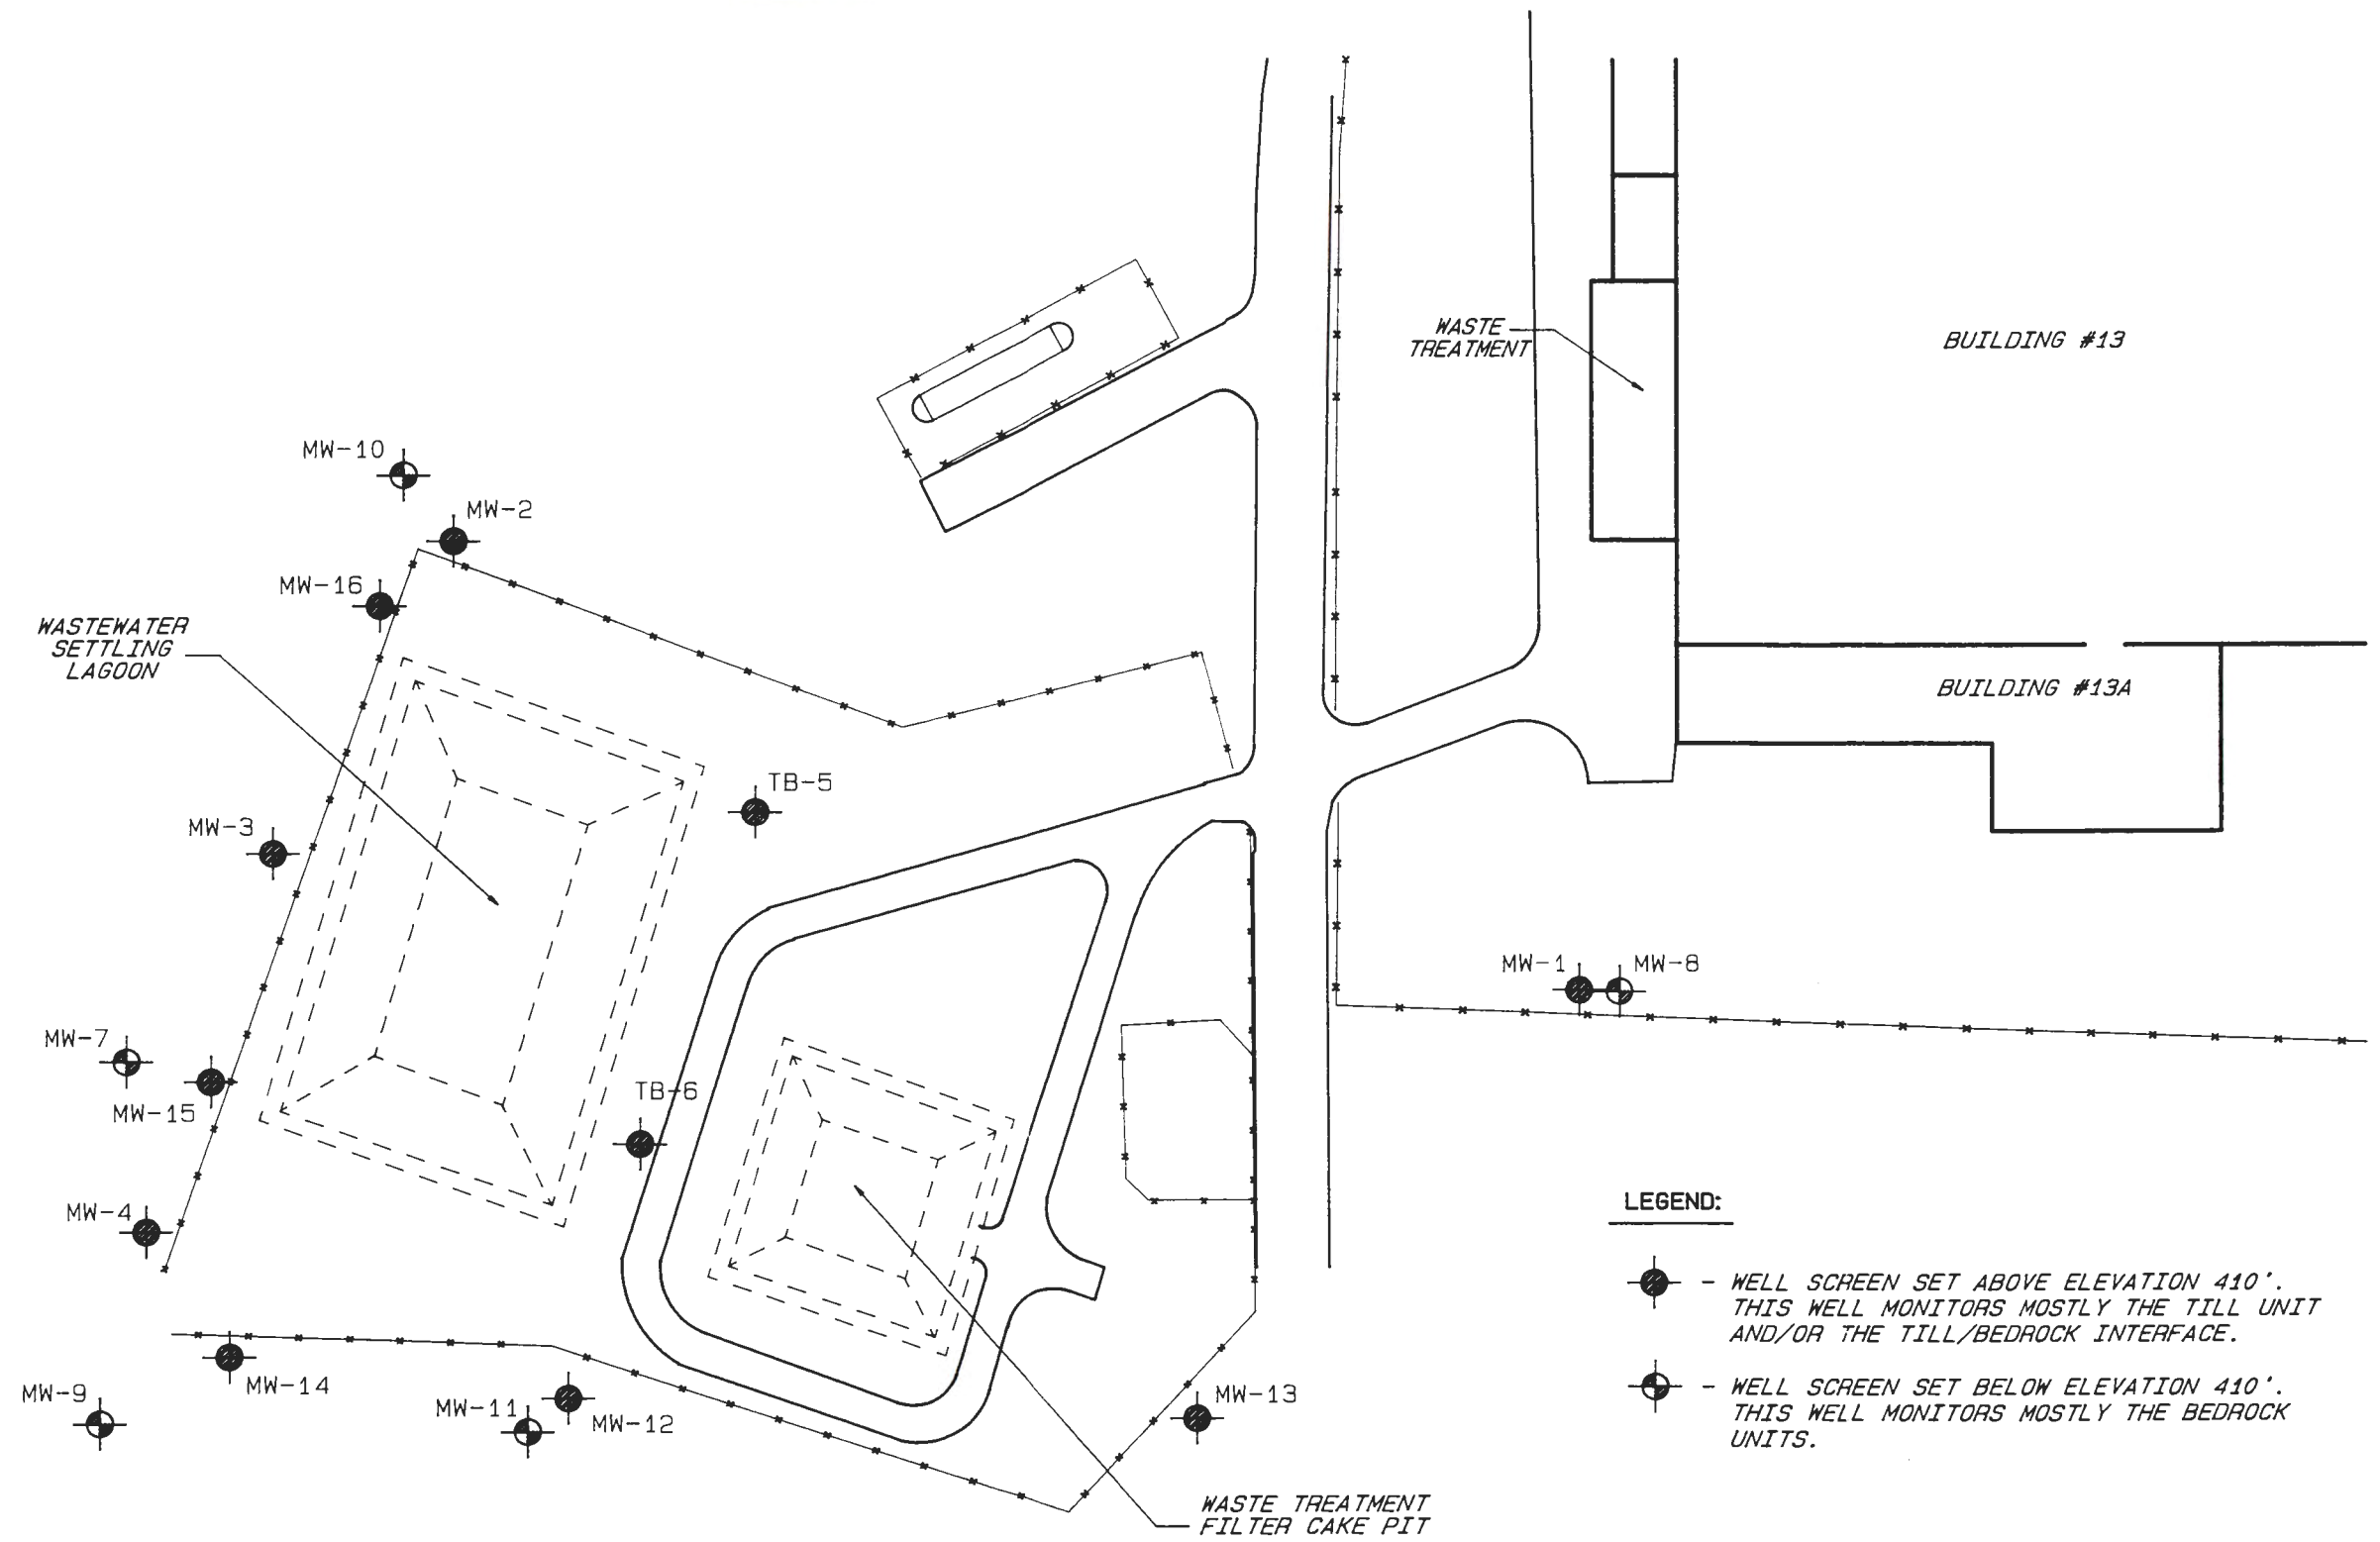 WASTE
TREATMENT
BUILDING #13
MW-10
MW-2
MW-16
WASTEWATER
SETTLING
LAGOON
BUILDING #13A
TB-5
MW-3
MW-1
MW-8
MW-7
TB-6
MW-15
MW-4
LEGEND:
- WELL SCREEN SET ABOVE ELEVATION 410'.
THIS WELL MONITORS MOSTLY THE TILL UNIT
AND/OR THE TILL/BEDROCK INTERFACE.
MW-14
MW-9
MW-11
MW-12
MW-13
- WELL SCREEN SET BELOW ELEVATION 410'.
THIS WELL MONITORS MOSTLY THE BEDROCK
UNITS.
WASTE TREATMENT
FILTER CAKE PIT